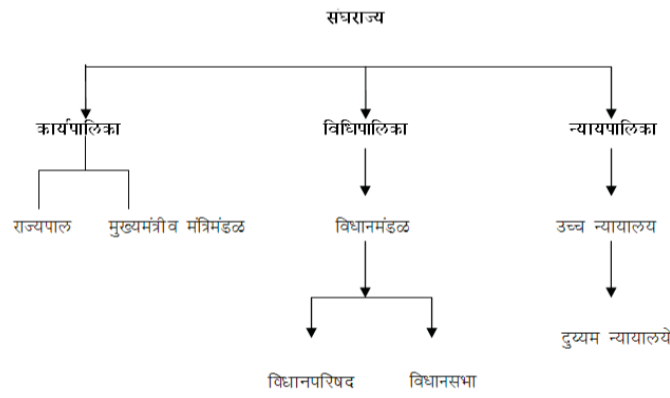 संघराज्य
कार्यपालिका विधिपालिका न्यायपालिका
राज्यपाल मुख्यमंत्रीव मंत्रिमंडळ विधानमंडळ उच्च न्यायालय
दुय्यम न्यायालये
विधानपरिषद विधानसभा